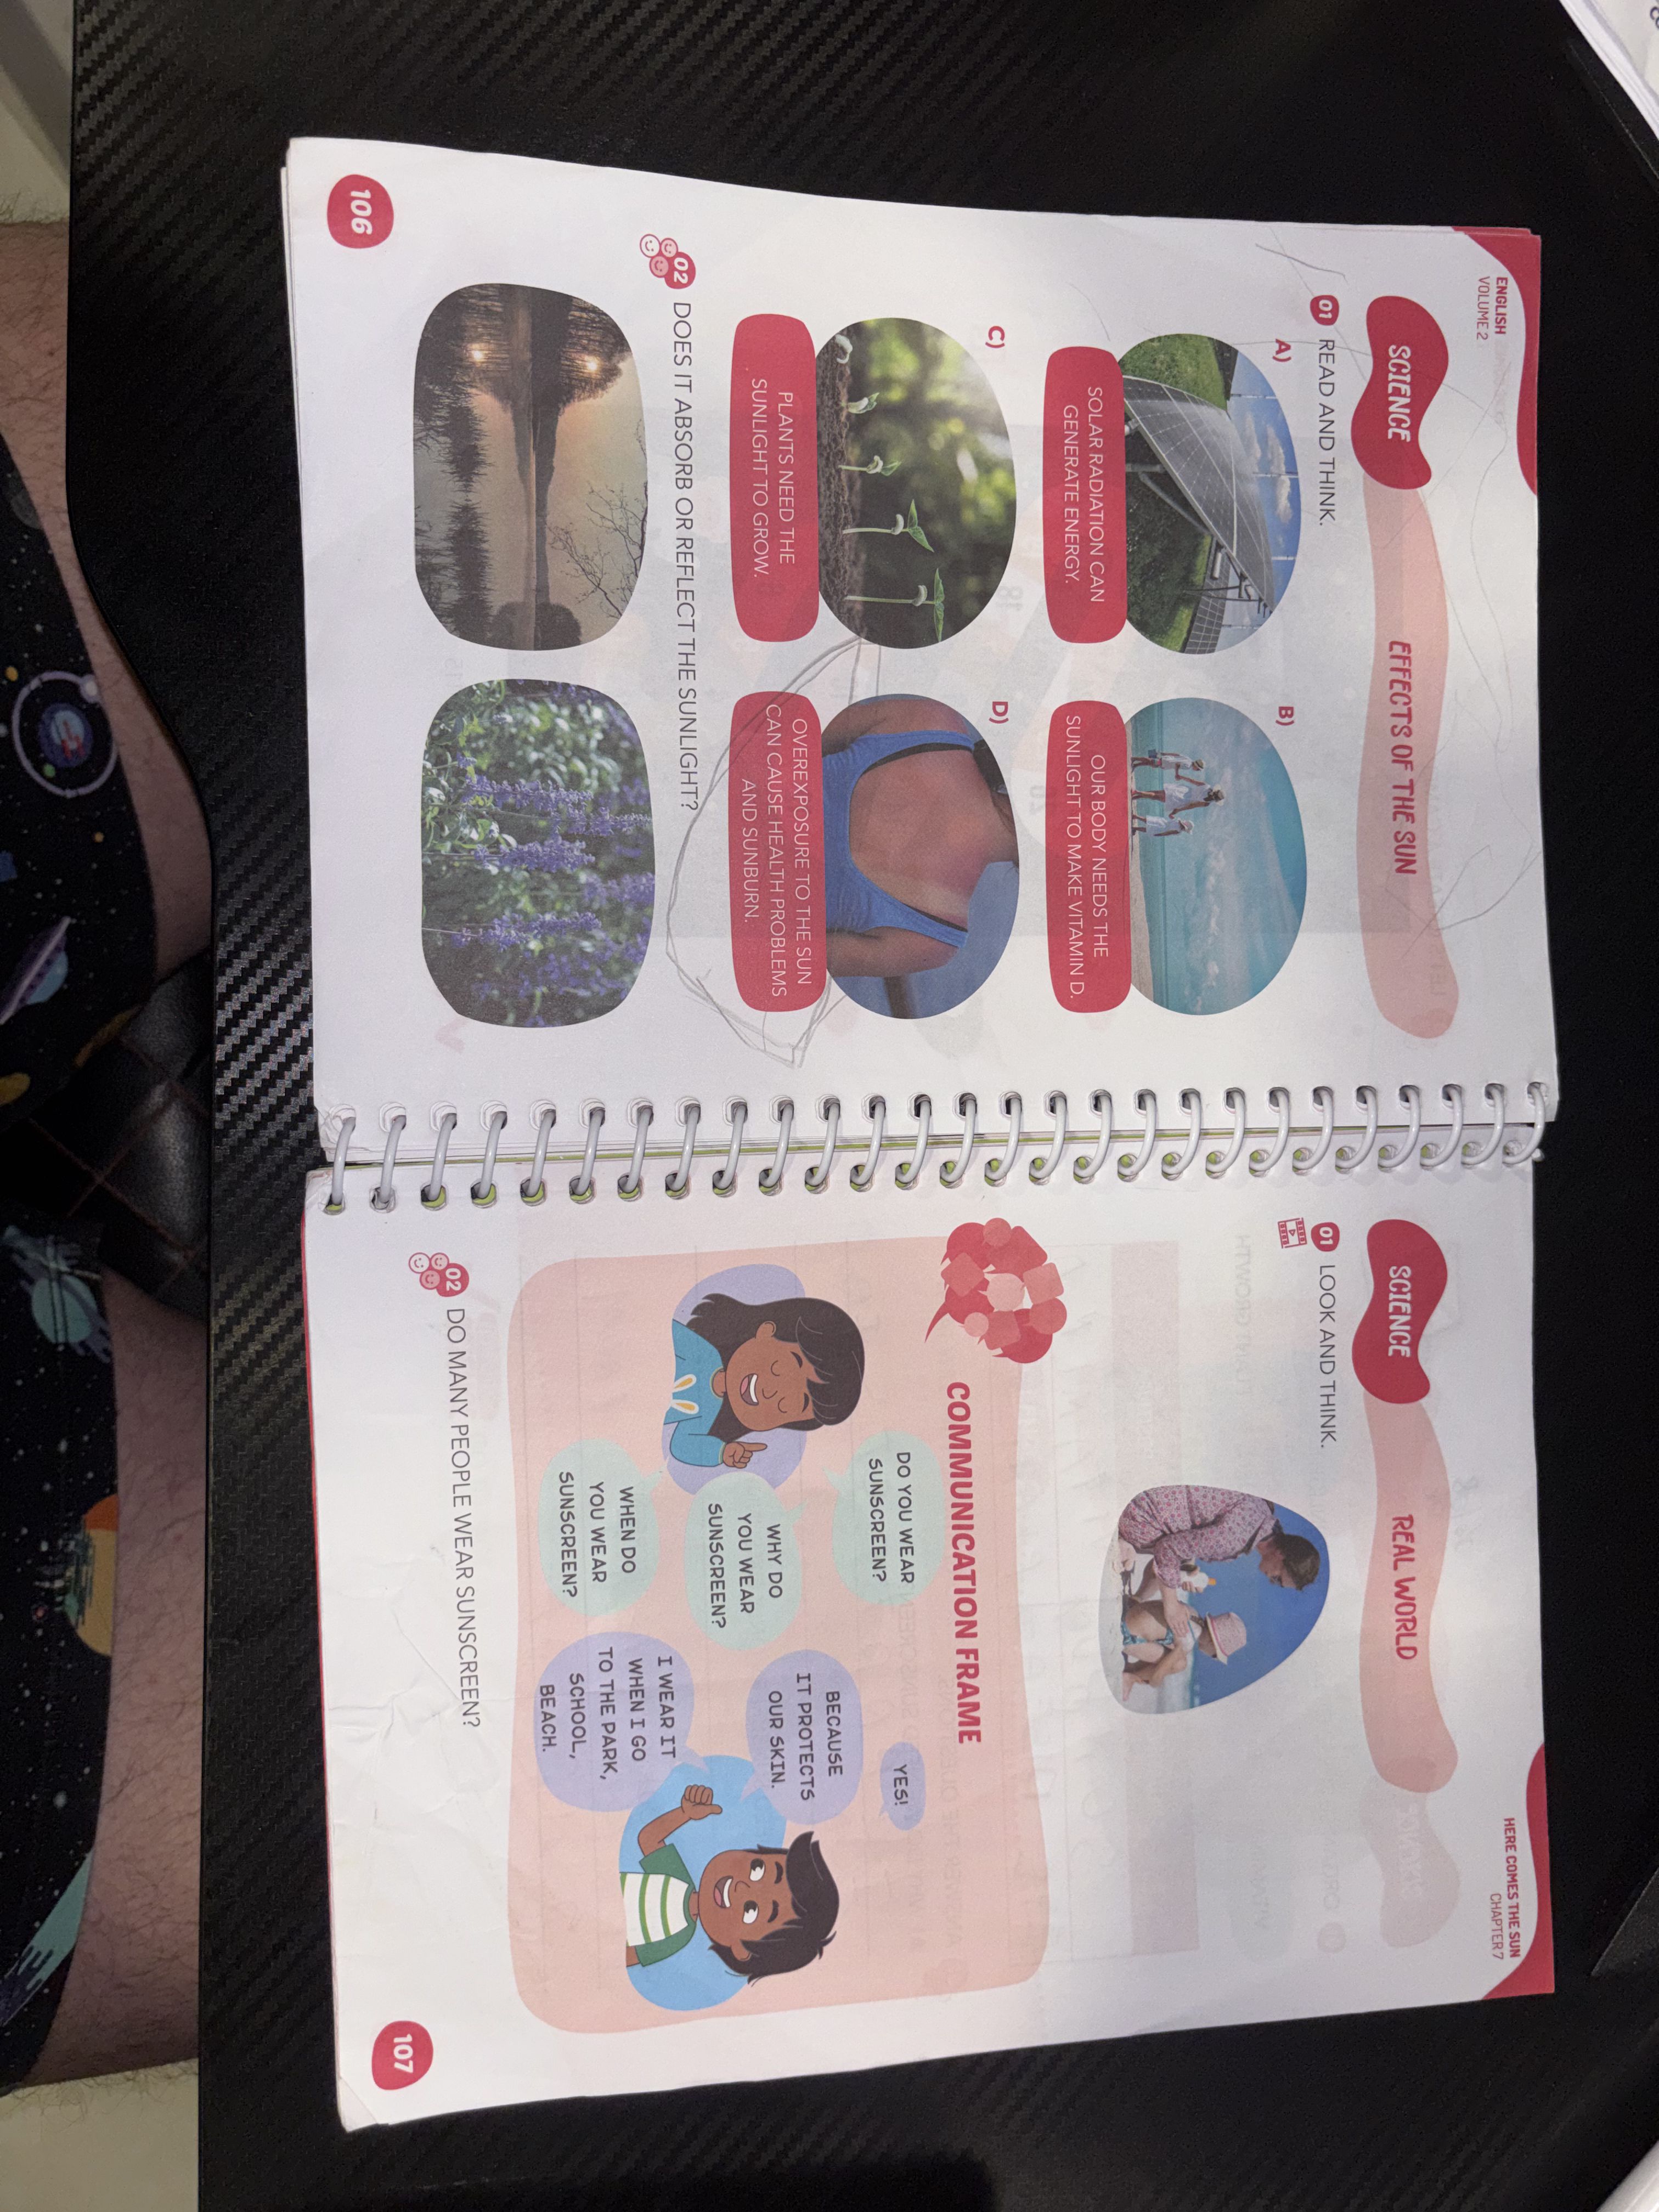 ENGLISH
VOLUME 2
SCIENCE
EFFECTS OF THE SUN
01 READ AND THINK.
A)
SOLAR RADIATION CAN
GENERATE ENERGY.
B)
OUR BODY NEEDS THE
SUNLIGHT TO MAKE VITAMIN D.
C)
PLANTS NEED THE
SUNLIGHT TO GROW.
D)
OVEREXPOSURE TO THE SUN
CAN CAUSE HEALTH PROBLEMS
AND SUNBURN.
02 DOES IT ABSORB OR REFLECT THE SUNLIGHT?
106
HERE COMES THE SUN
CHAPTER 7
SCIENCE
REAL WORLD
01 LOOK AND THINK.
COMMUNICATION FRAME
DO YOU WEAR
SUNSCREEN?
YES!
WHY DO
YOU WEAR
SUNSCREEN?
BECAUSE
IT PROTECTS
OUR SKIN.
WHEN DO
YOU WEAR
SUNSCREEN?
I WEAR IT
WHEN I GO
TO THE PARK,
SCHOOL,
BEACH.
02 DO MANY PEOPLE WEAR SUNSCREEN?
107